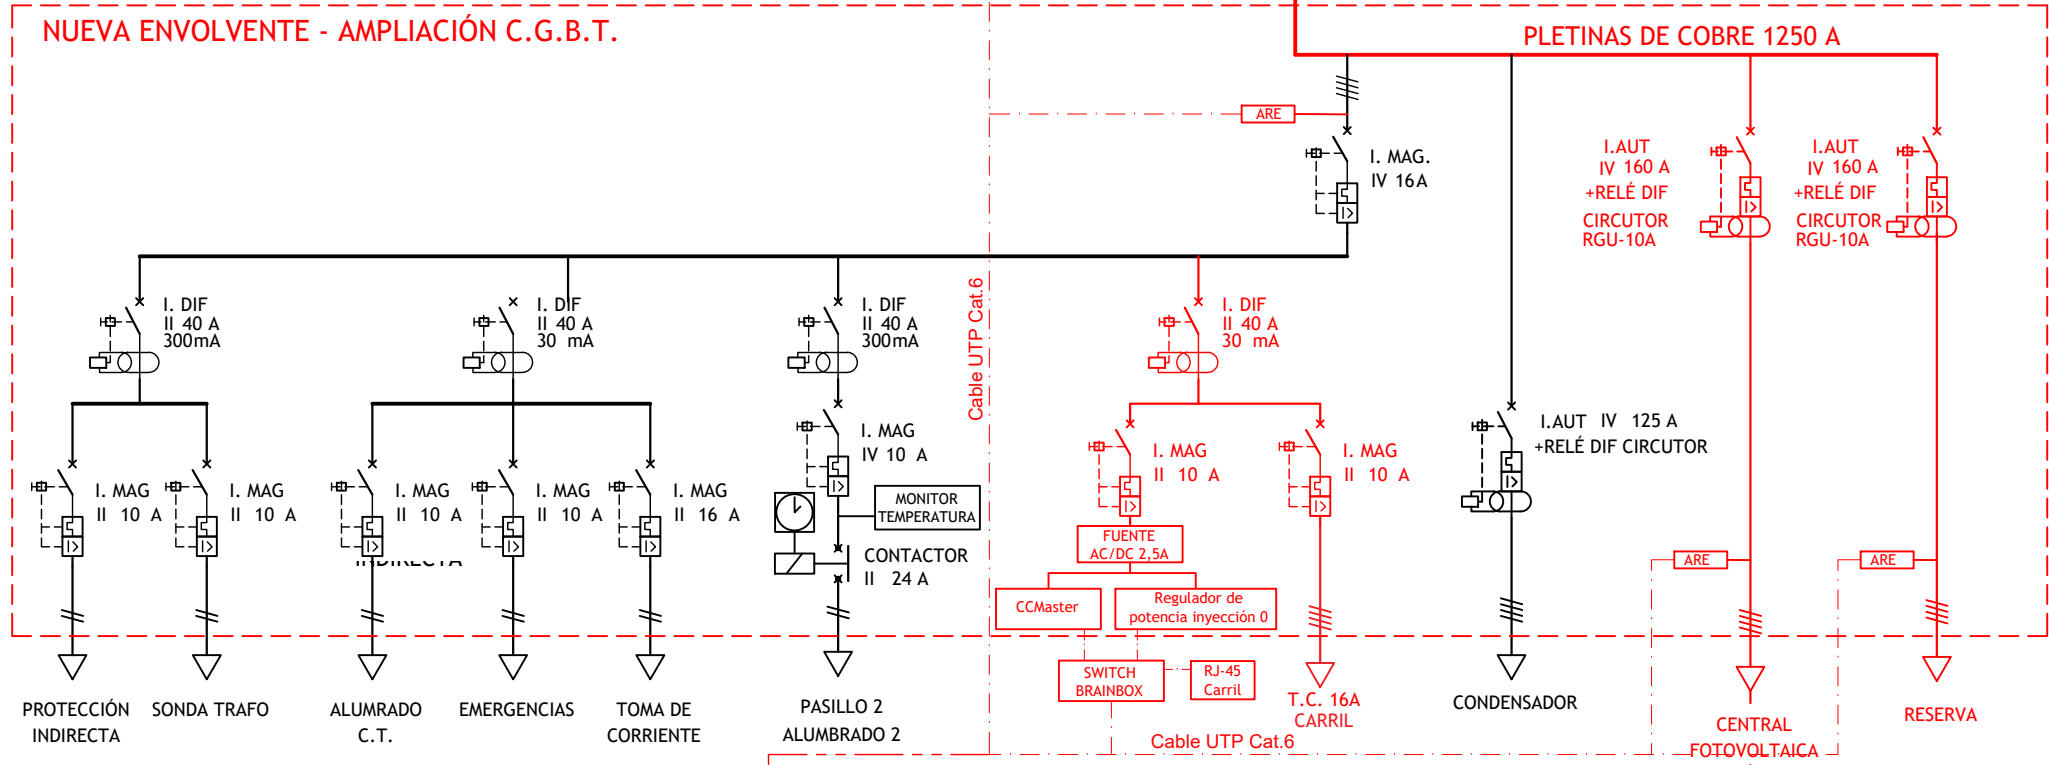 NUEVA ENVOLVENTE - AMPLIACIÓN C.G.B.T.
PLETINAS DE COBRE 1250 A
ARE
I. MAG.
IV 16A
I.AUT
IV 160 A
+RELÉ DIF
CIRCUTOR
RGU-10A
I.AUT
IV 160 A
+RELÉ DIF
CIRCUTOR
RGU-10A
I. DIF
II 40 A
300mA
I. DIF
II 40 A
30 mA
I. DIF
II 40 A
300mA
Cable UTP Cat.6
I. DIF
II 40 A
30 mA
I. MAG
IV 10 A
I. MAG
II 10 A
I. MAG
II 10 A
I.AUT IV 125 A
+RELÉ DIF CIRCUTOR
I. MAG
II 10 A
I. MAG
II 10 A
I. MAG
II 10 A
I. MAG
II 10 A
I. MAG
II 16 A
MONITOR
TEMPERATURA
FUENTE
AC/DC 2,5A
INDIRECTA
CONTACTOR
II 24 A
ARE
ARE
CCMaster
Regulador de
potencia inyección 0
SWITCH
BRAINBOX
RJ-45
Carril
T.C. 16A
CARRIL
PROTECCIÓN
INDIRECTA
SONDA TRAFO
ALUMRADO
C.T.
EMERGENCIAS
TOMA DE
CORRIENTE
PASILLO 2
ALUMBRADO 2
CONDENSADOR
CENTRAL
FOTOVOLTAICA
RESERVA
Cable UTP Cat.6